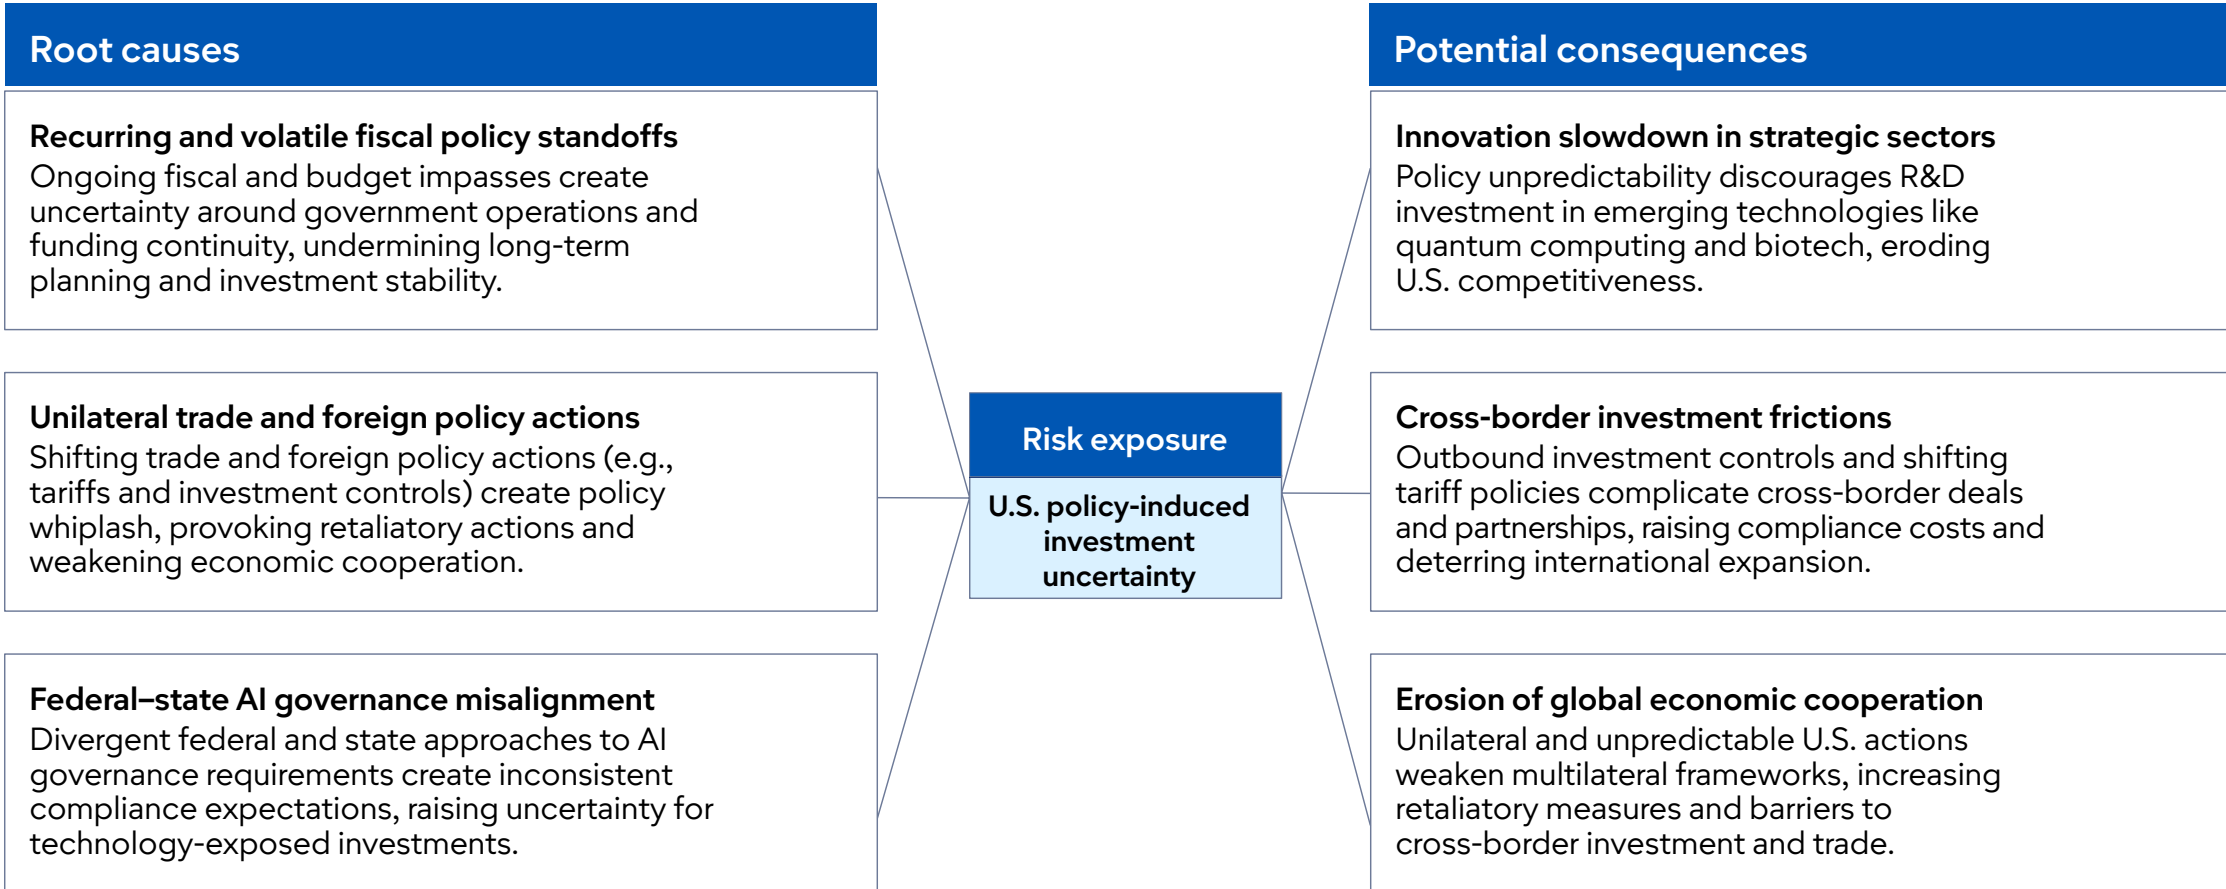 Root causes
Recurring and volatile fiscal policy standoffs
Ongoing fiscal and budget impasses create
uncertainty around government operations and
funding continuity, undermining long-term
planning and investment stability.
Unilateral trade and foreign policy actions
Shifting trade and foreign policy actions (e.g.,
tariffs and investment controls) create policy
whiplash, provoking retaliatory actions and
weakening economic cooperation.
Federal–state AI governance misalignment
Divergent federal and state approaches to AI
governance requirements create inconsistent
compliance expectations, raising uncertainty for
technology-exposed investments.
Risk exposure
U.S. policy-induced
investment
uncertainty
Potential consequences
Innovation slowdown in strategic sectors
Policy unpredictability discourages R&D
investment in emerging technologies like
quantum computing and biotech, eroding
U.S. competitiveness.
Cross-border investment frictions
Outbound investment controls and shifting
tariff policies complicate cross-border deals
and partnerships, raising compliance costs and
deterring international expansion.
Erosion of global economic cooperation
Unilateral and unpredictable U.S. actions
weaken multilateral frameworks, increasing
retaliatory measures and barriers to
cross-border investment and trade.